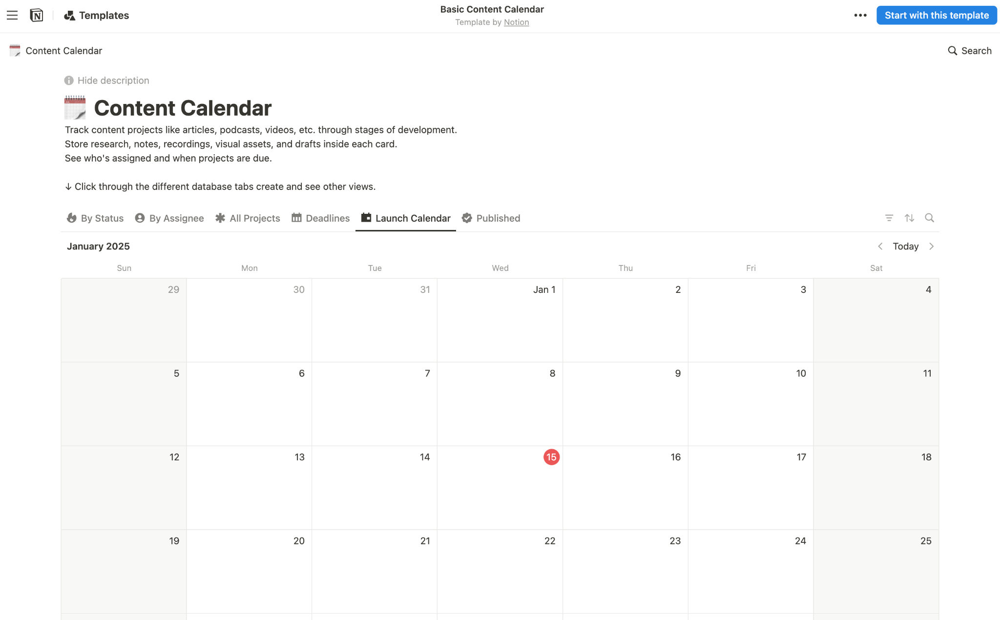 Templates
Basic Content Calendar
Template by Notion
Start with this template
Content Calendar
Search
Hide description
Content Calendar
Track content projects like articles, podcasts, videos, etc. through stages of development.
Store research, notes, recordings, visual assets, and drafts inside each card.
See who's assigned and when projects are due.
↓ Click through the different database tabs create and see other views.
By Status By Assignee All Projects Deadlines Launch Calendar Published
January 2025
Today
Sun Mon Tue Wed Thu Fri Sat
29 30 31 Jan 1 2 3 4
5 6 7 8 9 10 11
12 13 14 15 16 17 18
19 20 21 22 23 24 25